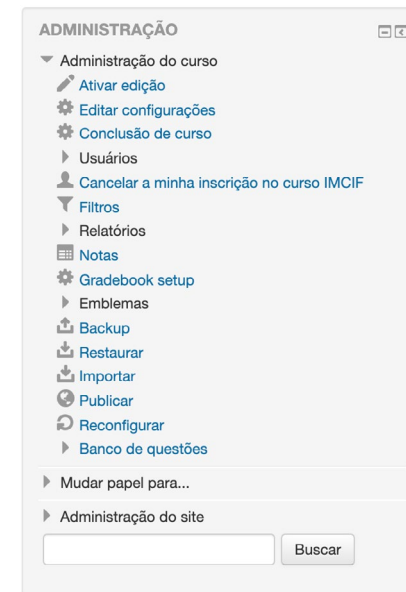 ADMINISTRAÇÃO
Administração do curso
Ativar edição
Editar configurações
Conclusão de curso
Usuários
Cancelar a minha inscrição no curso IMCIF
Filtros
Relatórios
Notas
Gradebook setup
Emblemas
Backup
Restaurar
Importar
Publicar
Reconfigurar
Banco de questões
Mudar papel para...
Administração do site
Buscar